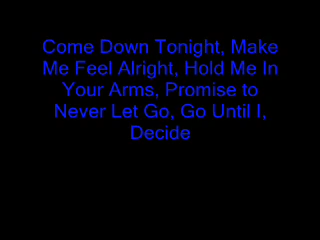 Come Down Tonight, Make
Me Feel Alright, Hold Me In
Your Arms, Promise to
Never Let Go, Go Until I,
Decide